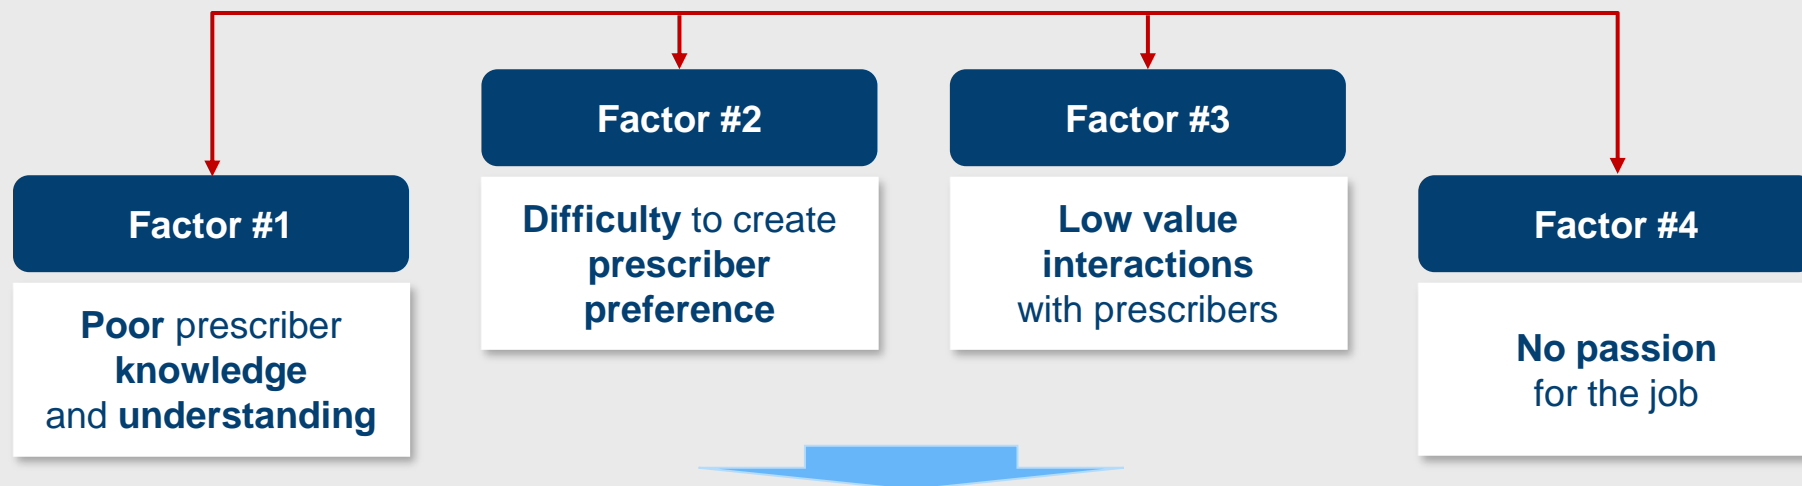 Factor #1
Poor prescriber
knowledge
and understanding
Factor #2
Difficulty to create
prescriber
preference
Factor #3
Low value
interactions
with prescribers
Factor #4
No passion
for the job